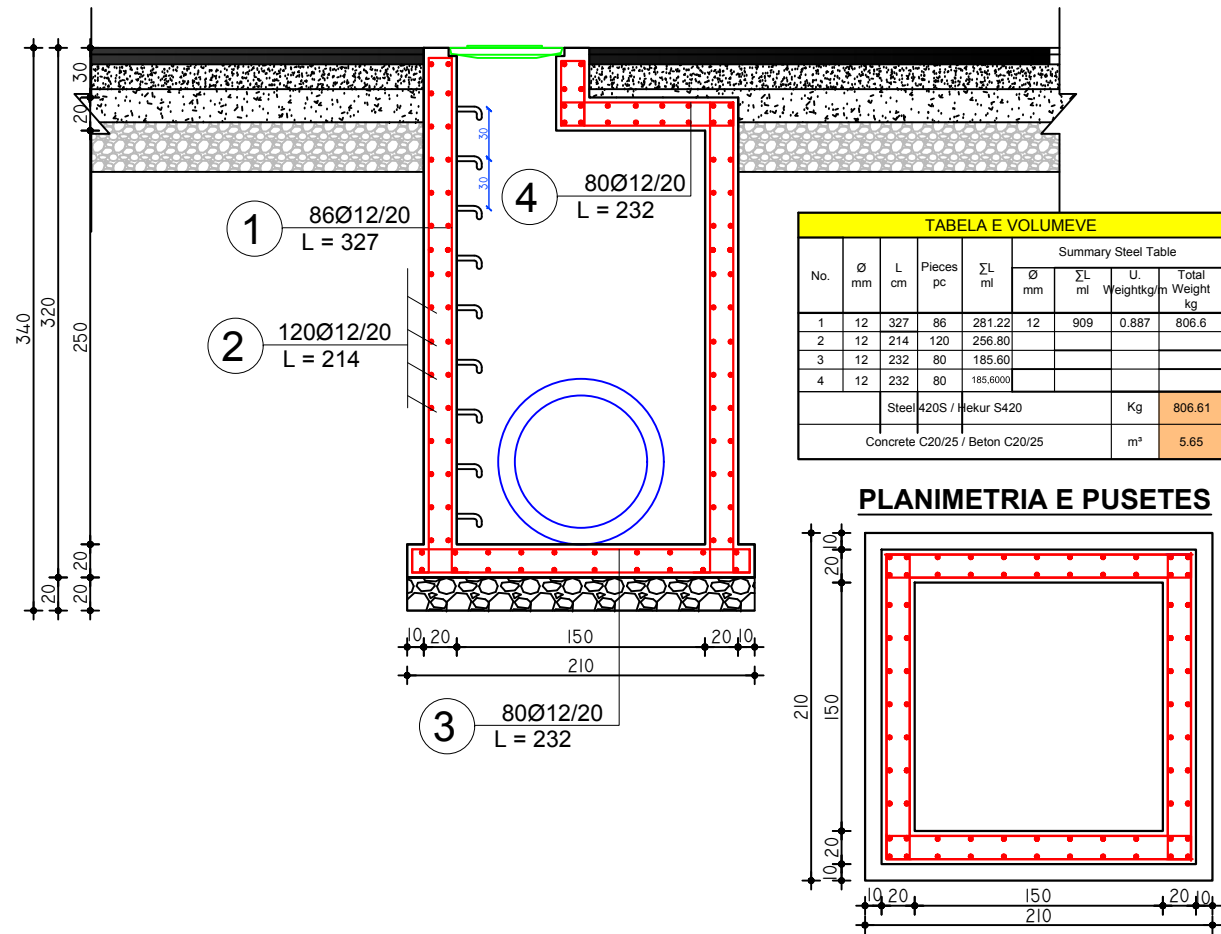 340
320
30
20
250
20
20
20
30
30
1
86Ø12/20
L = 327
2
120Ø12/20
L = 214
4
80Ø12/20
L = 232
10 20 150 20 10
210
3
80Ø12/20
L = 232
TABELA E VOLUMEVE
No. Ø mm L cm Pieces pc ΣL ml Summary Steel Table
Ø mm ΣL ml U. Weightkg/m Total Weight kg
1 12 327 86 281.22 12 909 0.887 806.6
2 12 214 120 256.80
3 12 232 80 185.60
4 12 232 80 185,6000
Steel 420S / Hekur S420 Kg 806.61
Concrete C20/25 / Beton C20/25 m³ 5.65
PLANIMETRIA E PUSETES
210
10
20
150
20
10
10 20 150 20 10
210